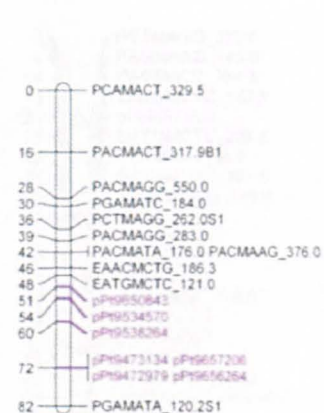 0 PCAMACT_329.5
15 PACMACT_317.9B1
28 PACMAGG_550.0
30 PGAMATC_184.0
36 PCTMAGG_262.0S1
39 PACMAGG_283.0
42 PACMATA_176.0 PACMAAG_376.0
46 EAACMCTG_186.3
48 EATGMCTC_121.0
51 pPt9650843
54 pPt9534570
60 pPt9538264
72 pPt9473134 pPt9657206
pPt9472979 pPt9656264
82 PGAMATA_120.2S1